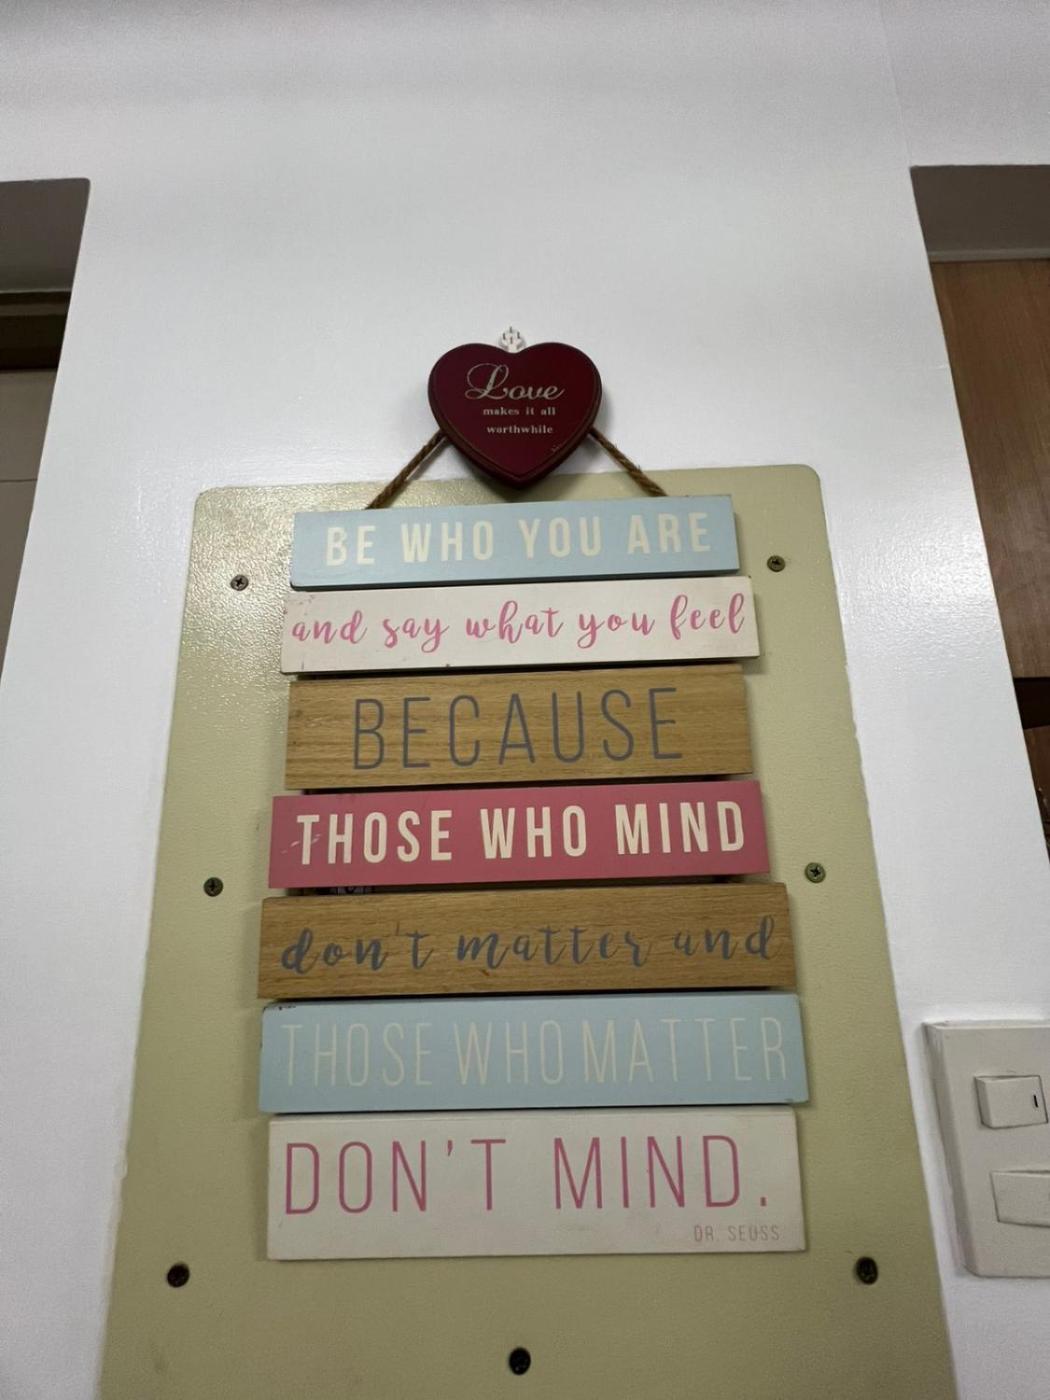 Love
makes it all
worthwhile
BE WHO YOU ARE
and say what you feel
BECAUSE
THOSE WHO MIND
don't matter and
THOSE WHO MATTER
DON'T MIND.
DR. SEUSS